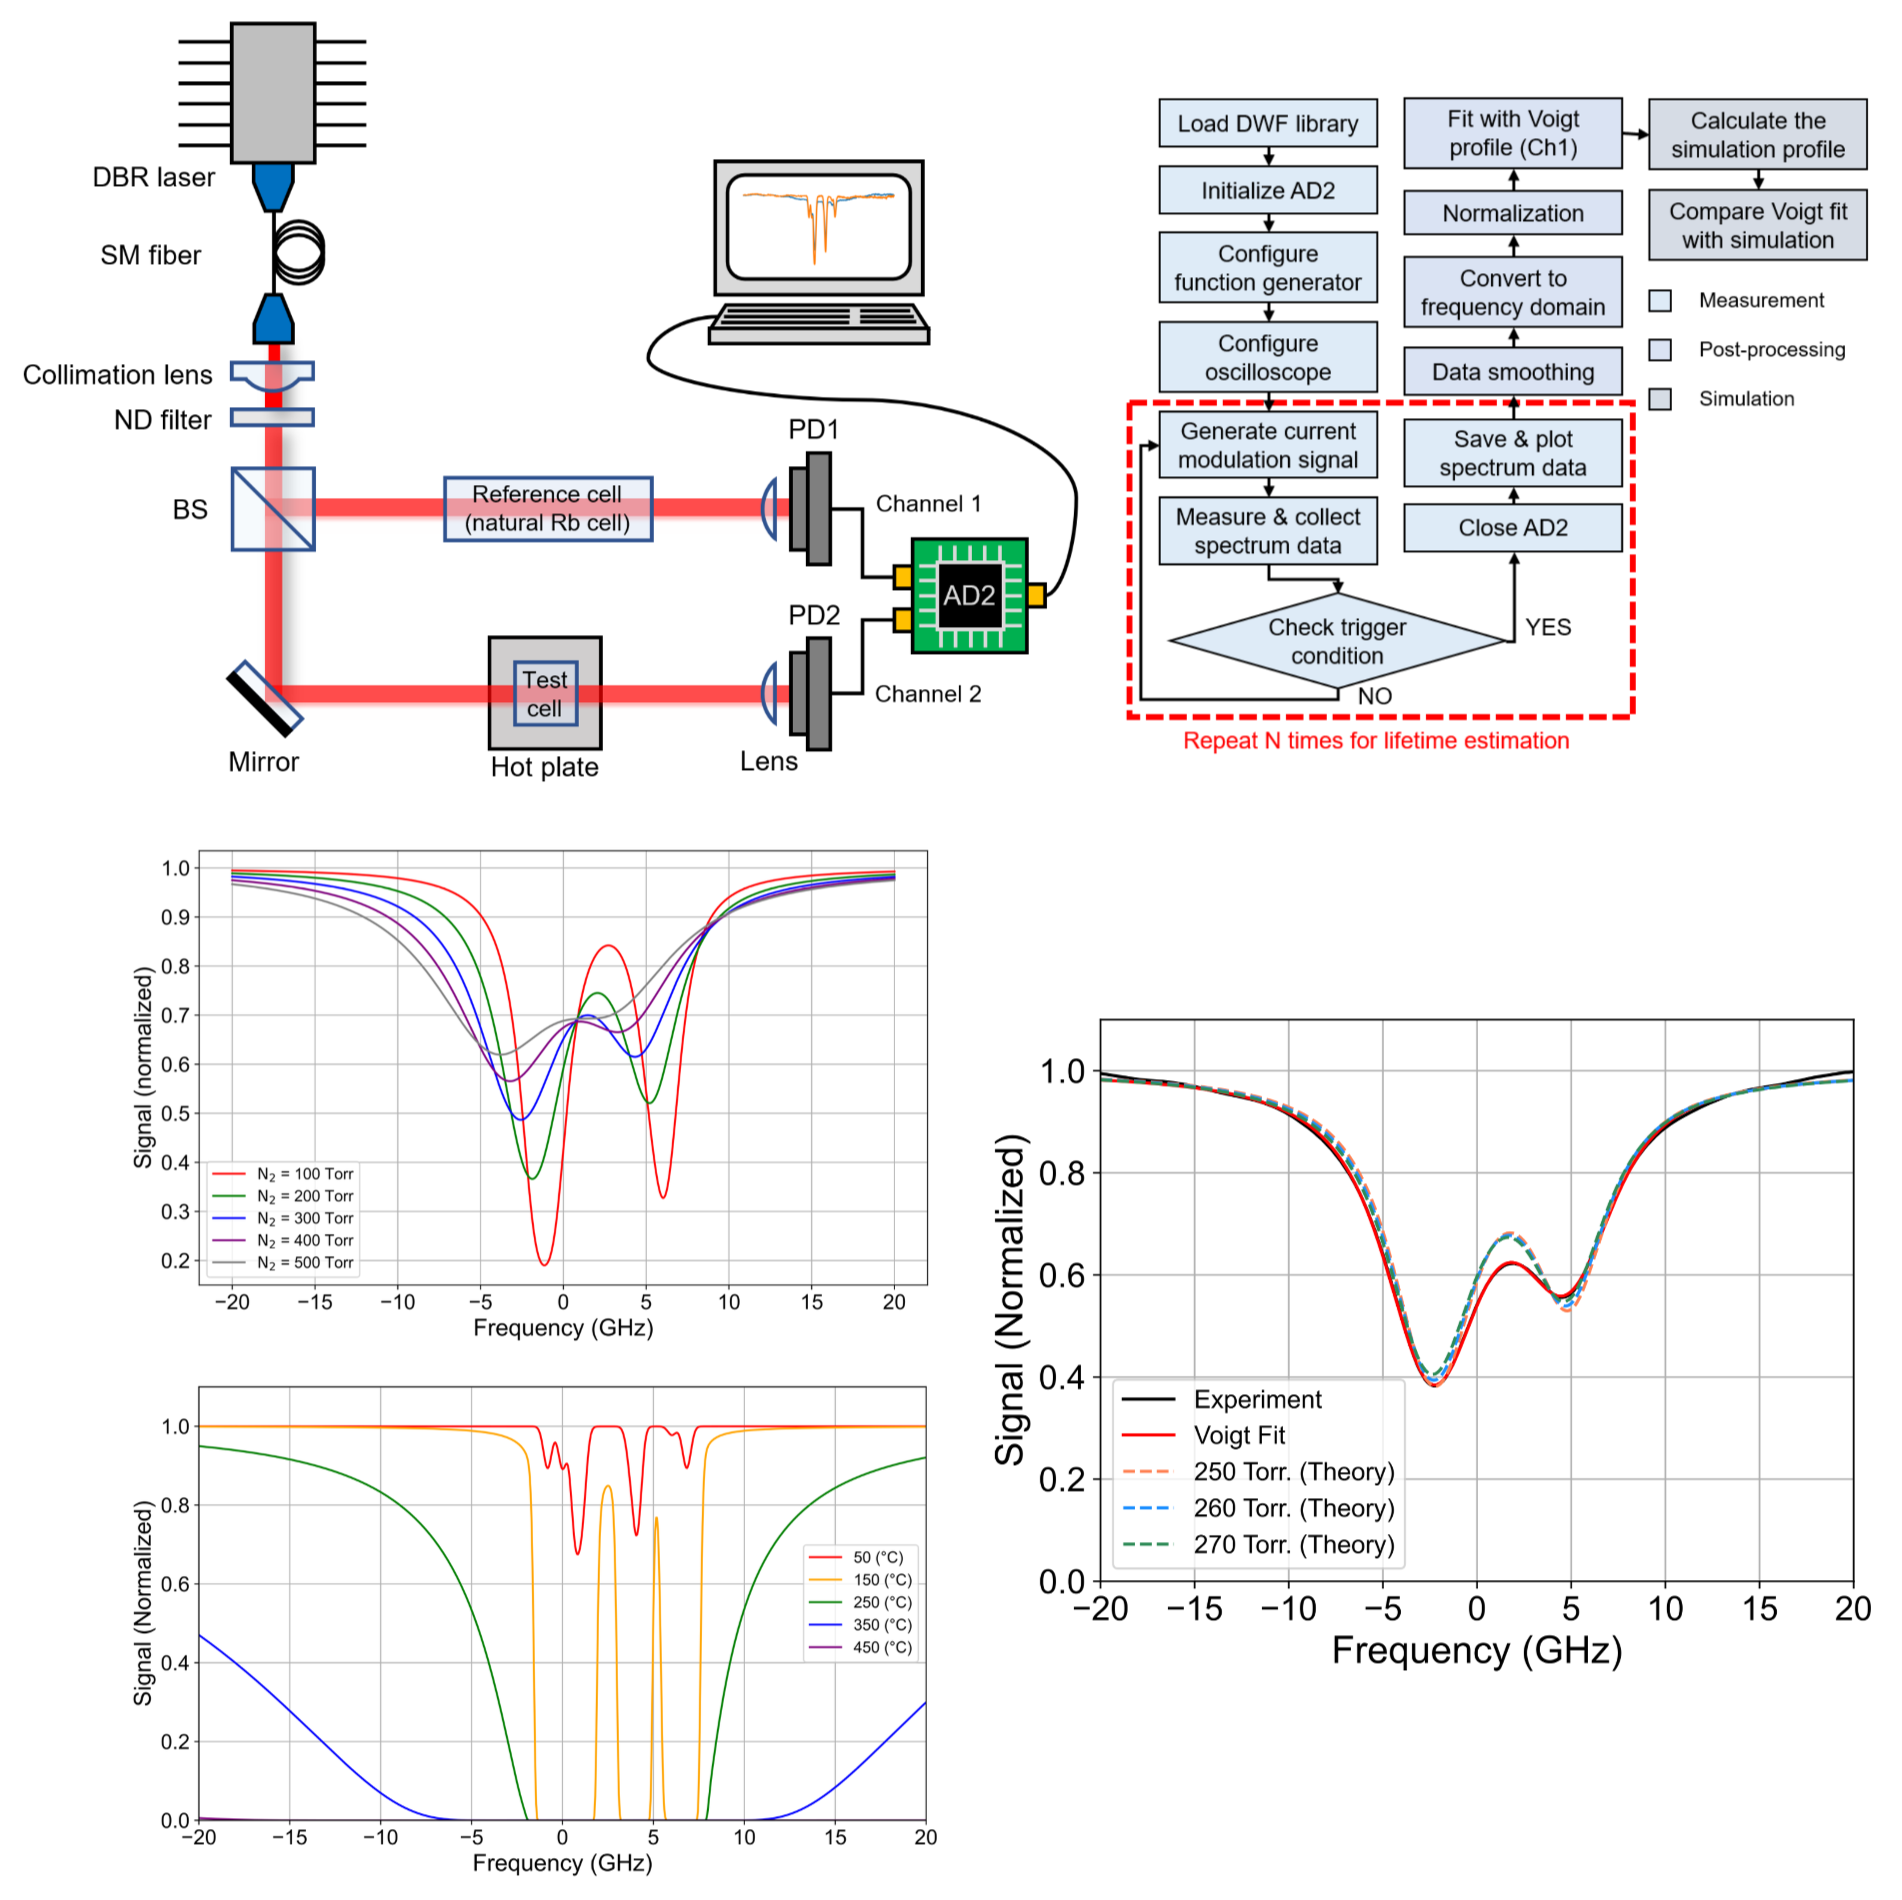 DBR laser
SM fiber
Collimation lens
ND filter
BS
Mirror
Reference cell
(natural Rb cell)
Test
cell
Hot plate
Lens
PD1
PD2
Channel 1
Channel 2
AD2
Load DWF library
Initialize AD2
Configure
function generator
Configure
oscilloscope
Generate current
modulation signal
Measure & collect
spectrum data
Check trigger
condition
YES
NO
Close AD2
Save & plot
spectrum data
Data smoothing
Convert to
frequency domain
Normalization
Fit with Voigt
profile (Ch1)
Calculate the
simulation profile
Compare Voigt fit
with simulation
Measurement
Post-processing
Simulation
Repeat N times for lifetime estimation
Signal (normalized)
1.0
0.9
0.8
0.7
0.6
0.5
0.4
0.3
0.2
N₂ = 100 Torr
N₂ = 200 Torr
N₂ = 300 Torr
N₂ = 400 Torr
N₂ = 500 Torr
−20 −15 −10 −5 0 5 10 15 20
Frequency (GHz)
Signal (Normalized)
1.0
0.8
0.6
0.4
0.2
0.0
50 (°C)
150 (°C)
250 (°C)
350 (°C)
450 (°C)
−20 −15 −10 −5 0 5 10 15 20
Frequency (GHz)
Signal (Normalized)
1.0
0.8
0.6
0.4
0.2
0.0
Experiment
Voigt Fit
250 Torr. (Theory)
260 Torr. (Theory)
270 Torr. (Theory)
−20 −15 −10 −5 0 5 10 15 20
Frequency (GHz)